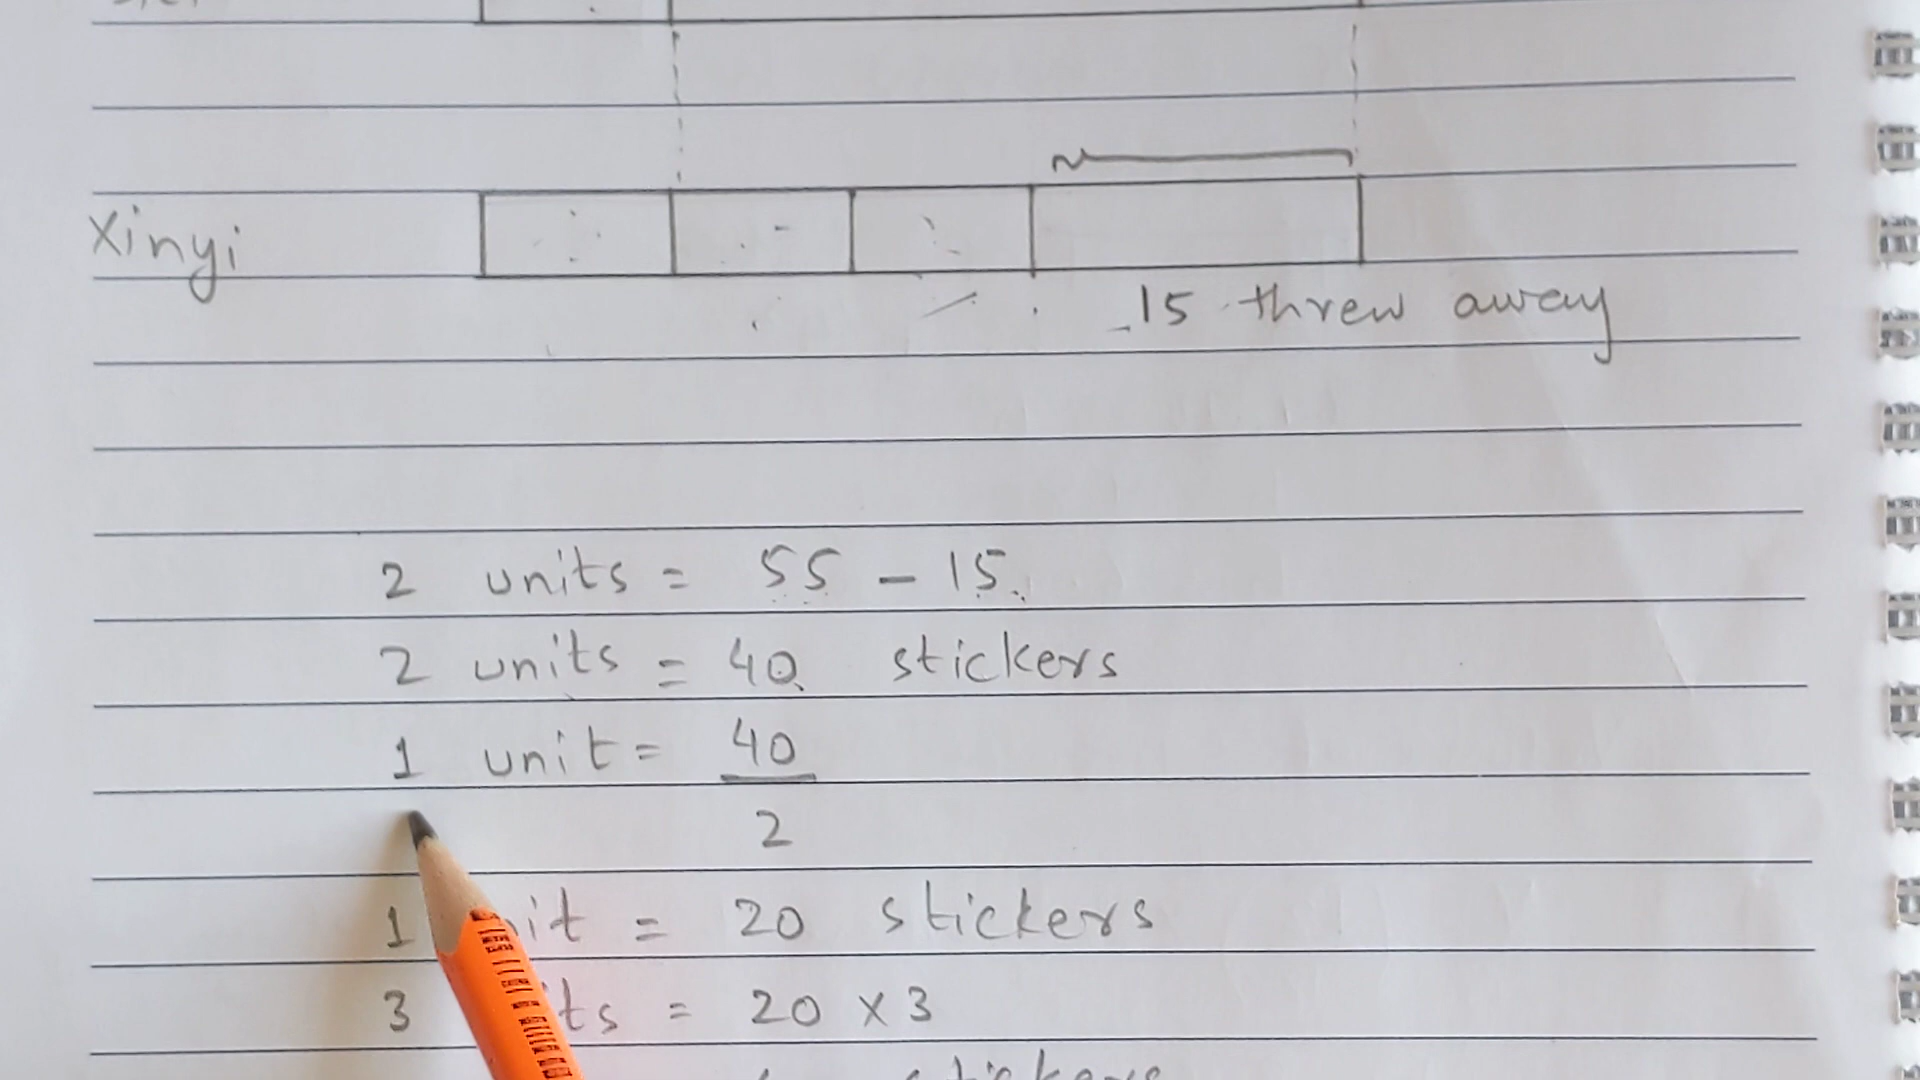 Xinyi
15 threw away
2 units = 55 - 15
2 units = 40 stickers
1 unit = 40
2
1 = 20 stickers
3 = 20 x 3
stickers